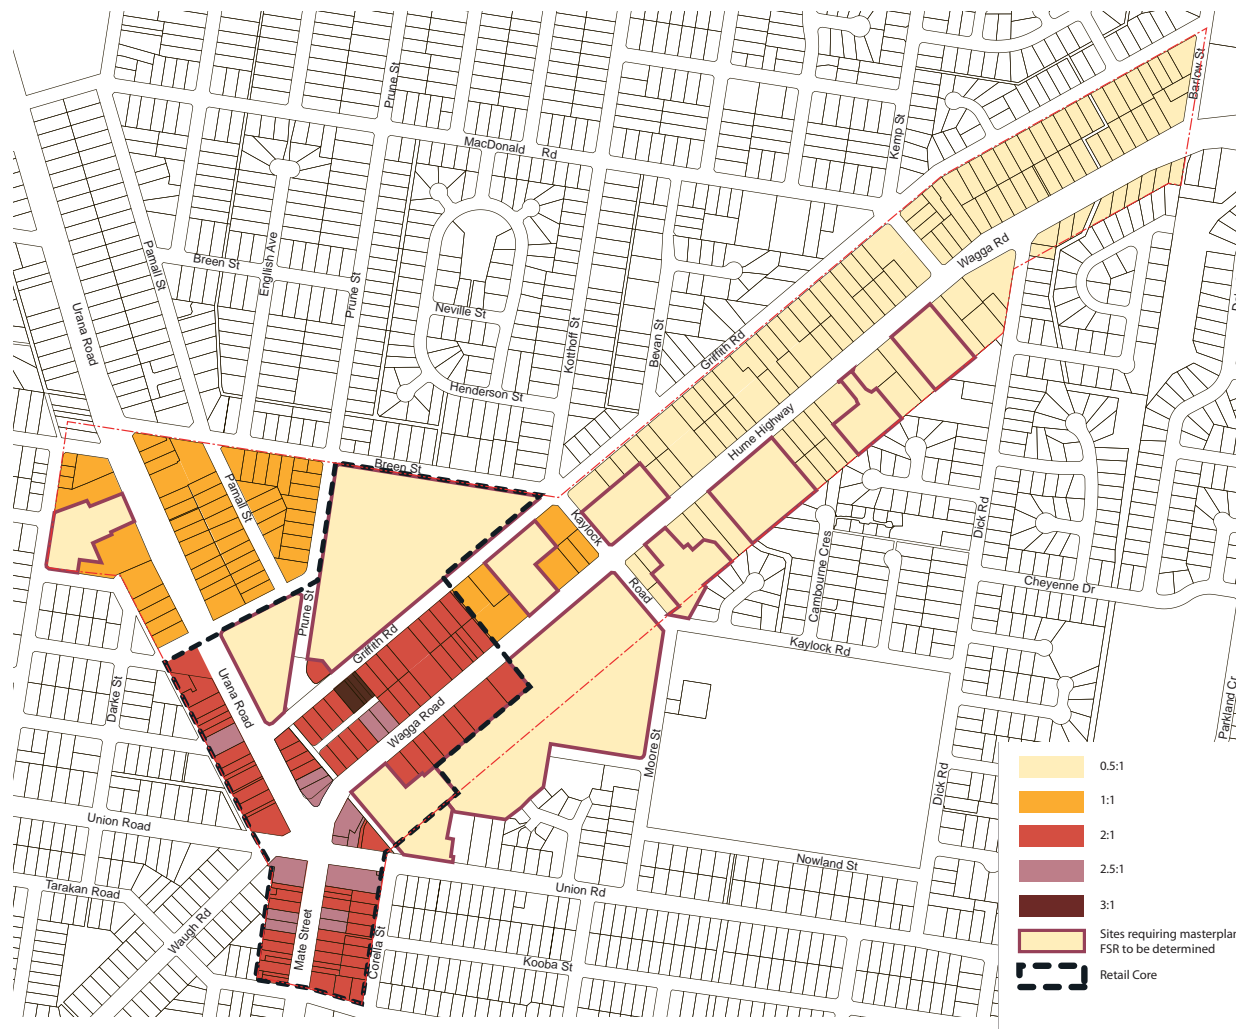 Barlow St
Prune St
Kemp St
MacDonald Rd
Pamall St
Breen St
English Ave
Wagga Rd
Prune St
Neville St
Urana Road
Kotthoff St
Bevan St
Griffith Rd
Henderson St
Hume Highway
Breen St
Pamall St
Kaylock
Road
Dick Rd
Cambourne Cres
Cheyenne Dr
Prune St
Griffith Rd
Kaylock Rd
Darke St
Urana Road
Wagga Road
Moore St
Parkland Cr
Dick Rd
Union Road
Nowland St
Tarakan Road
Union Rd
Waugh Rd
Mate Street
Corella St
Kooba St
0.5:1
1:1
2:1
2.5:1
3:1
Sites requiring masterplan
FSR to be determined
Retail Core